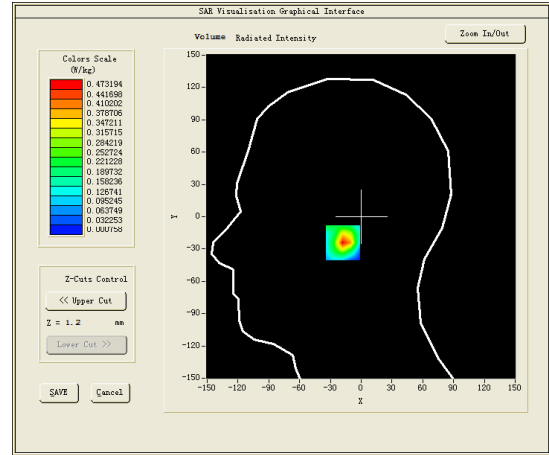 SAR Visualisation Graphical Interface
Volume Radiated Intensity
Zoom In/Out
Colors Scale
(W/kg)
0.473194
0.441698
0.410202
0.378706
0.347211
0.315715
0.284219
0.252724
0.221228
0.189732
0.158236
0.126741
0.095245
0.063749
0.032253
0.000758
Z-Cuts Control
<< Upper Cut
Z = 1.2 mm
Lower Cut >>
SAVE
Cancel
150
120
90
60
30
0
-30
-60
-90
-120
-150
Y
-150 -120 -90 -60 -30 0 30 60 90 120 150
X